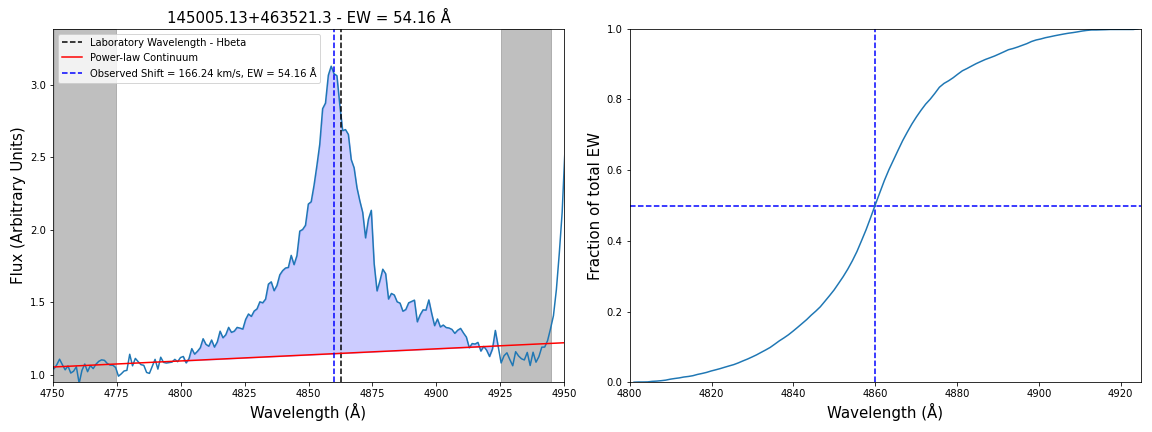 145005.13+463521.3 - EW = 54.16 Å
Laboratory Wavelength - Hbeta
Power-law Continuum
Observed Shift = 166.24 km/s, EW = 54.16 Å
Flux (Arbitrary Units)
3.0
2.5
2.0
1.5
1.0
4750 4775 4800 4825 4850 4875 4900 4925 4950
Wavelength (Å)
Fraction of total EW
1.0
0.8
0.6
0.4
0.2
0.0
4800 4820 4840 4860 4880 4900 4920
Wavelength (Å)